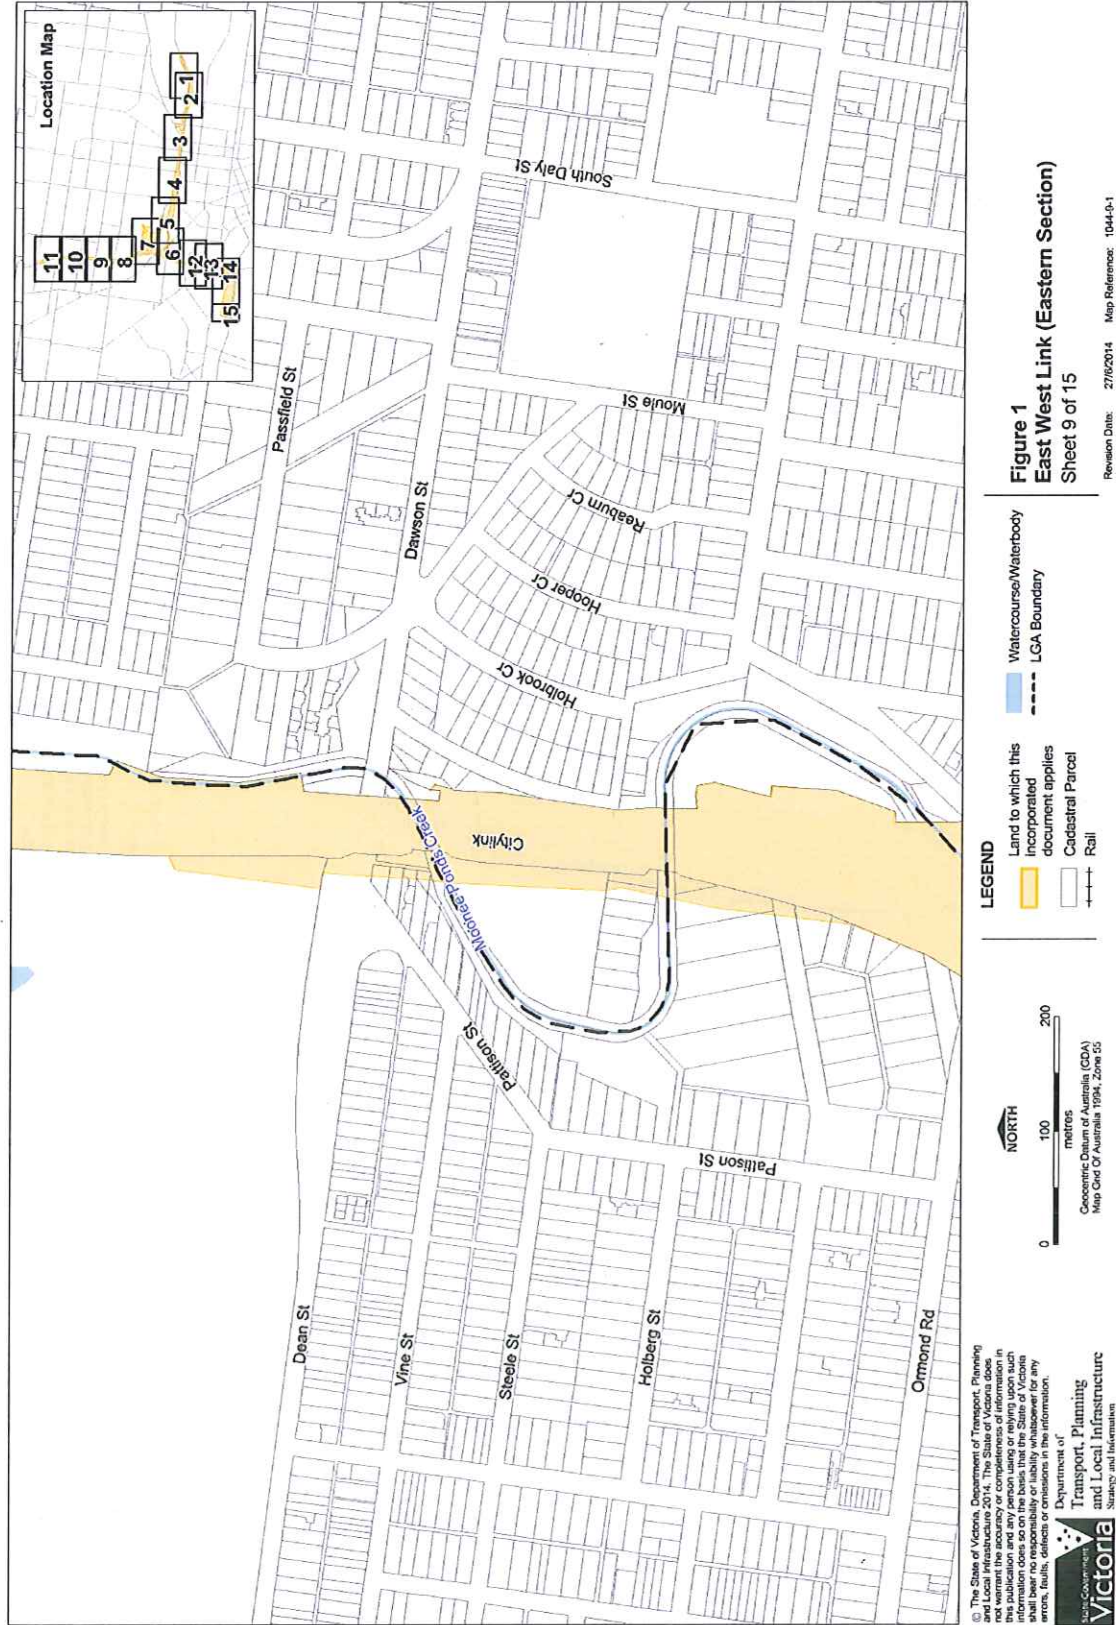 Location Map
11
10
9
8
7
6
5
4
3
2
1
12
13
14
15
Passfield St
Dawson St
South Daly St
Moule St
Reaburn Cr
Hooper Cr
Holbrook Cr
Citylink
Moonee Ponds Creek
Pattison St
Pattison St
Dean St
Vine St
Steele St
Holberg St
Ormond Rd
© The State of Victoria, Department of Transport, Planning
and Local Infrastructure 2014. The State of Victoria does
not warrant the accuracy or completeness of information in
this publication and any person using or relying upon such
information does so on the basis that the State of Victoria
shall bear no responsibility or liability whatsoever for any
errors, faults, defects or omissions in the information.
State Government
Victoria
Department of
Transport, Planning
and Local Infrastructure
Strategy and Information
NORTH
0 100 200
metres
Geocentric Datum of Australia (GDA)
Map Grid Of Australia 1994, Zone 55
LEGEND
Land to which this
incorporated
document applies
Cadastral Parcel
Rail
Watercourse/Waterbody
LGA Boundary
Figure 1
East West Link (Eastern Section)
Sheet 9 of 15
Revision Date: 27/6/2014 Map Reference: 1044-9-1